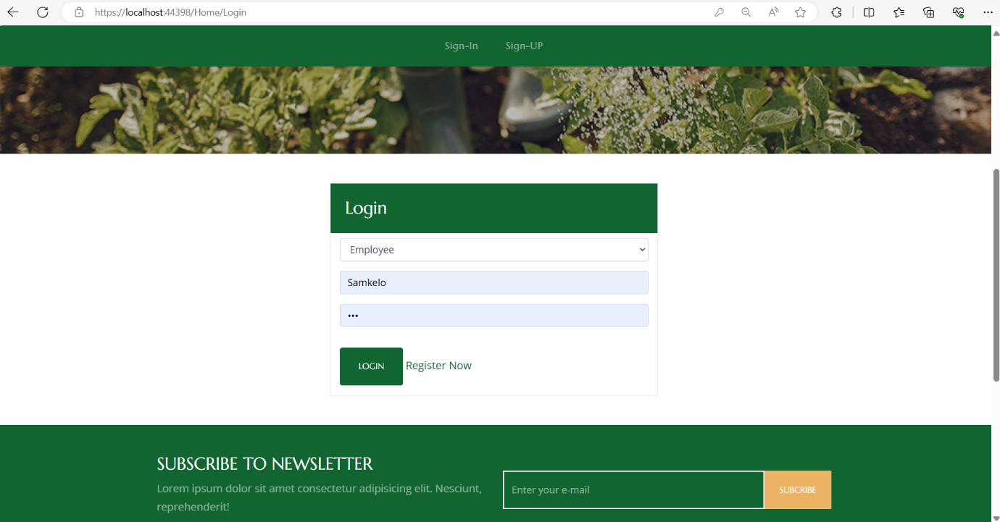 https://localhost:44398/Home/Login
Sign-In Sign-UP
Login
Employee
Samkelo
•••
LOGIN Register Now
SUBSCRIBE TO NEWSLETTER
Lorem ipsum dolor sit amet consectetur adipisicing elit. Nesciunt,
reprehenderit!
Enter your e-mail SUBCRIBE